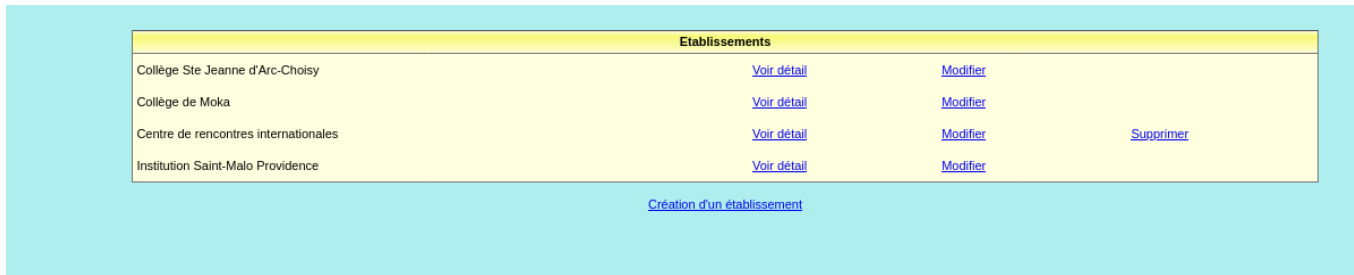 Etablissements
Collège Ste Jeanne d'Arc-Choisy Voir détail Modifier
Collège de Moka Voir détail Modifier
Centre de rencontres internationales Voir détail Modifier Supprimer
Institution Saint-Malo Providence Voir détail Modifier
Création d'un établissement